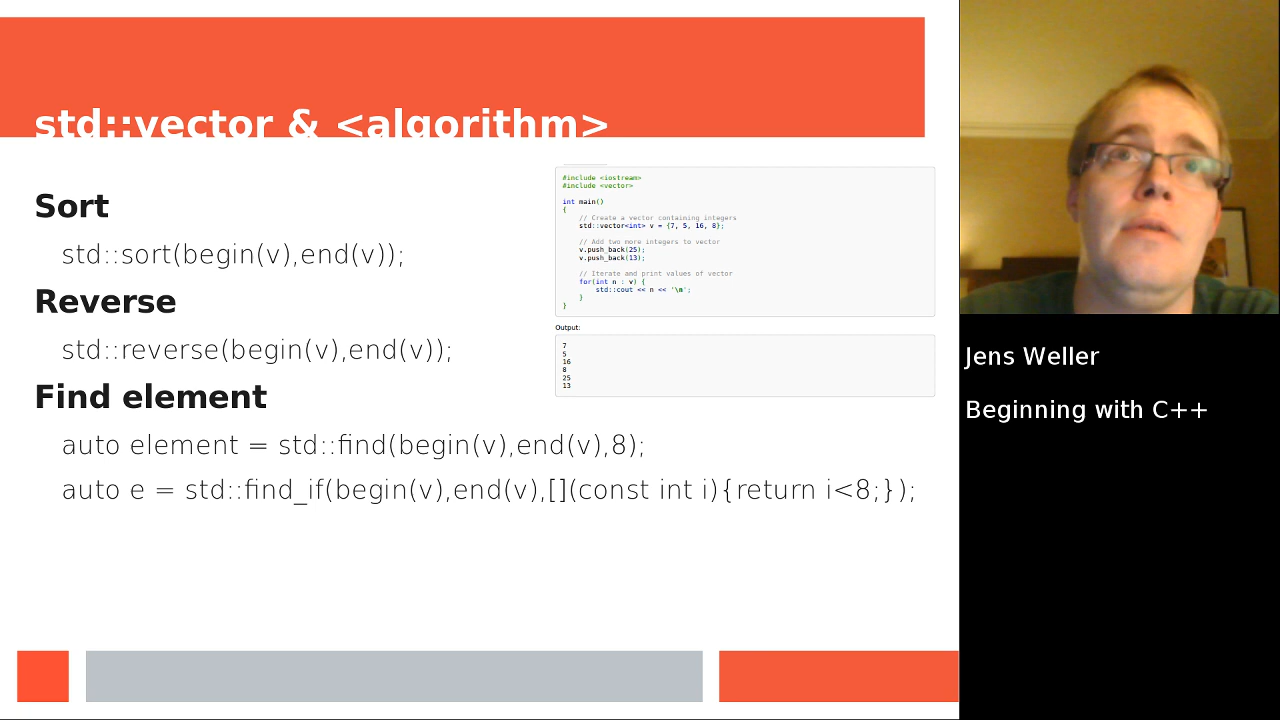 std::vector & <algorithm>
Sort
std::sort(begin(v),end(v));
Reverse
std::reverse(begin(v),end(v));
Find element
auto element = std::find(begin(v),end(v),8);
auto e = std::find_if(begin(v),end(v),[](const int i){return i<8;});
#include <iostream>
#include <vector>
int main()
{
// Create a vector containing integers
std::vector<int> v = {7, 5, 16, 8};
// Add two more integers to vector
v.push_back(25);
v.push_back(13);
// Iterate and print values of vector
for(int n : v) {
std::cout << n << '\n';
}
}
Output:
7
5
16
8
25
13
Jens Weller
Beginning with C++